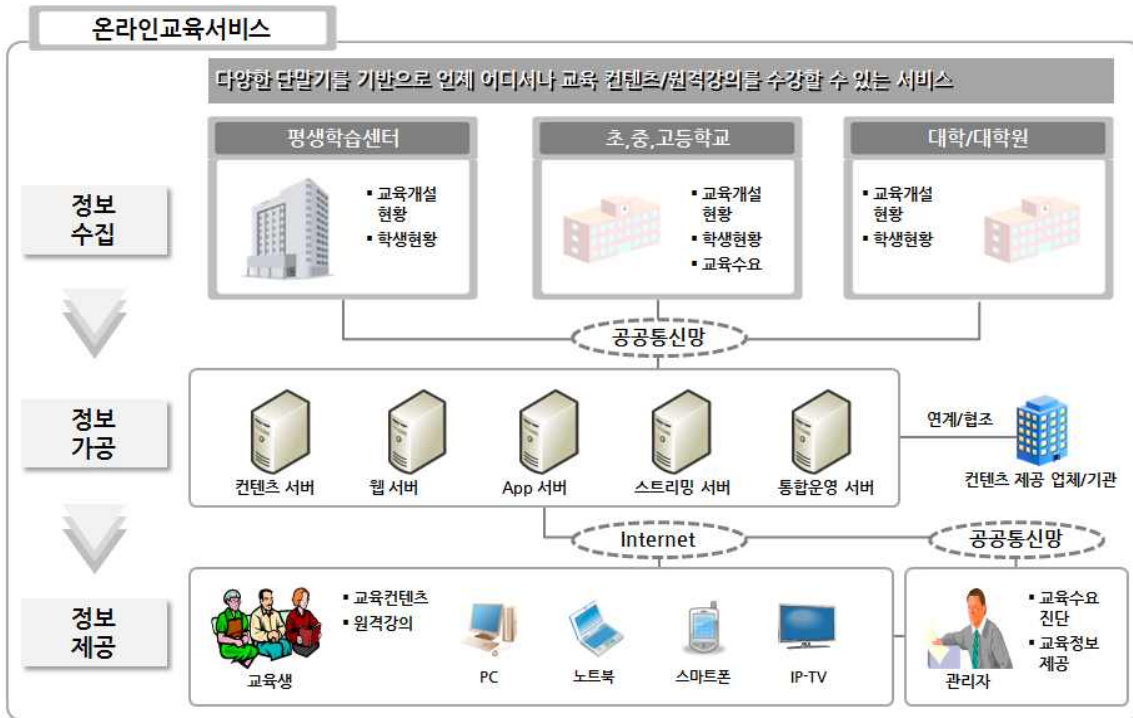 온라인교육서비스
다양한 단말기를 기반으로 언제 어디서나 교육 컨텐츠/원격강의를 수강할 수 있는 서비스
평생학습센터
초,중,고등학교
대학/대학원
정보
수집
▪ 교육개설
현황
▪ 학생현황
▪ 교육개설
현황
▪ 학생현황
▪ 교육수요
▪ 교육개설
현황
▪ 학생현황
공공통신망
정보
가공
컨텐츠 서버
웹 서버
App 서버
스트리밍 서버
통합운영 서버
연계/협조
컨텐츠 제공 업체/기관
Internet
공공통신망
정보
제공
교육생
▪ 교육컨텐츠
▪ 원격강의
PC
노트북
스마트폰
IP-TV
관리자
▪ 교육수요
진단
▪ 교육정보
제공